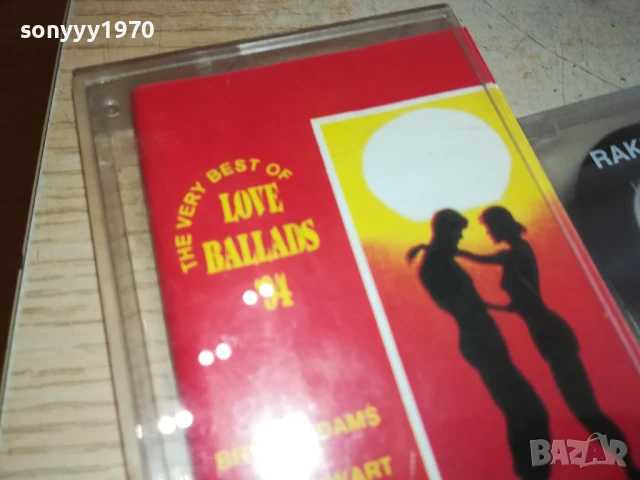 sonyyy1970
THE VERY BEST OF
LOVE
BALLADS
'94
RAK
BAZAR